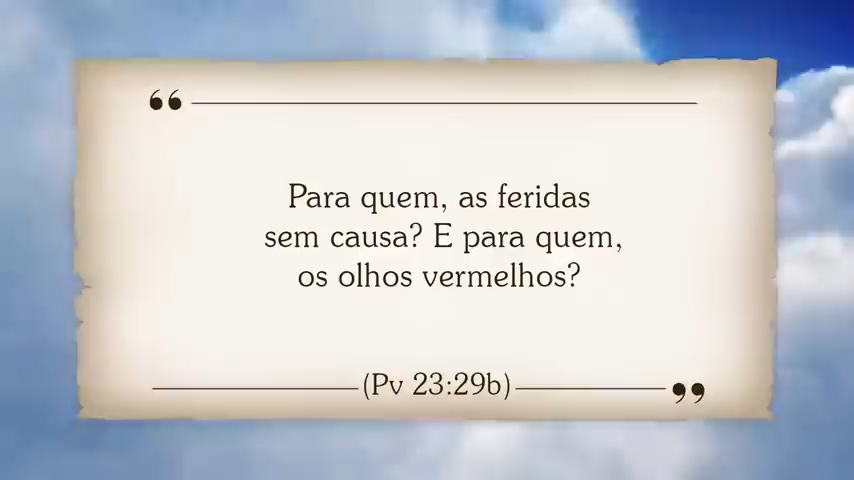 “
Para quem, as feridas
sem causa? E para quem,
os olhos vermelhos?
(Pv 23:29b)
”